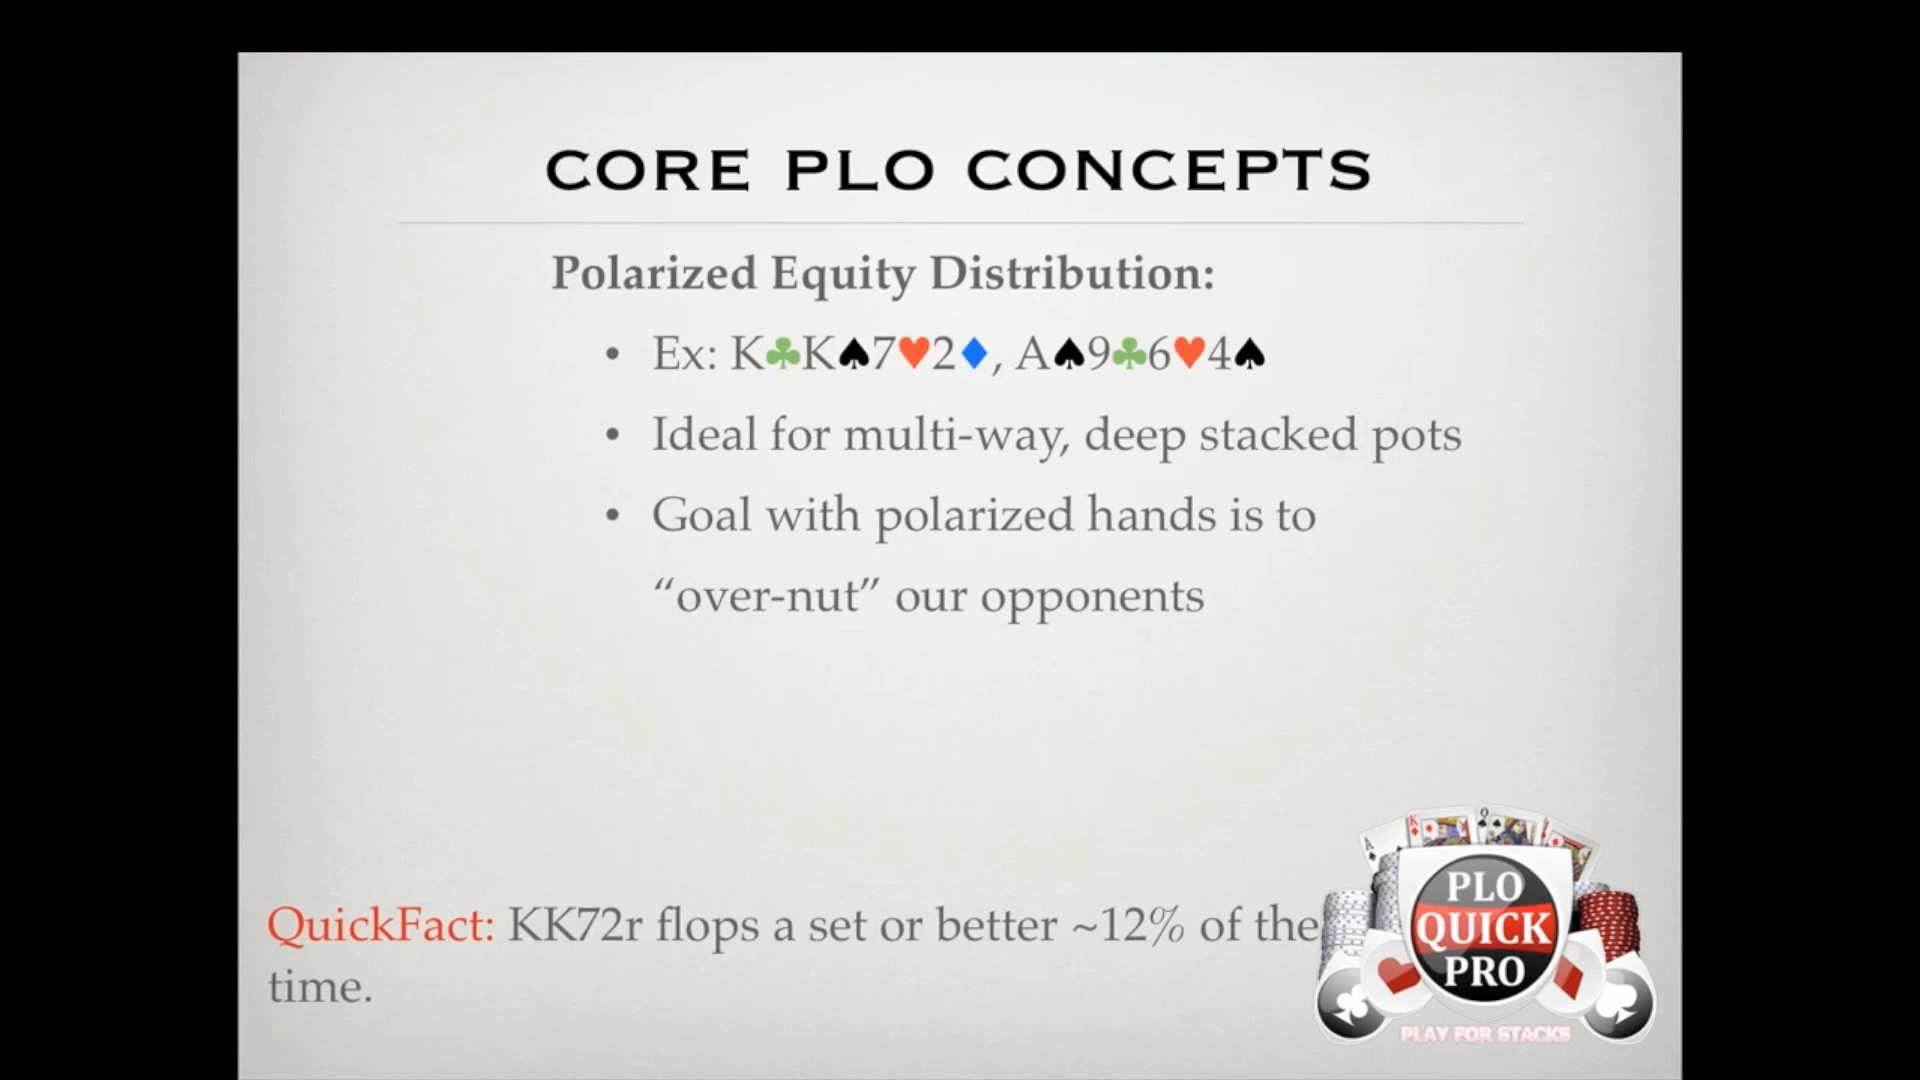 CORE PLO CONCEPTS
Polarized Equity Distribution:
• Ex: K♣K♠7♥2♦, A♠9♣6♥4♠
• Ideal for multi-way, deep stacked pots
• Goal with polarized hands is to
“over-nut” our opponents
QuickFact: KK72r flops a set or better ~12% of the
time.
A K Q
PLO
QUICK
PRO
PLAY FOR STACKS